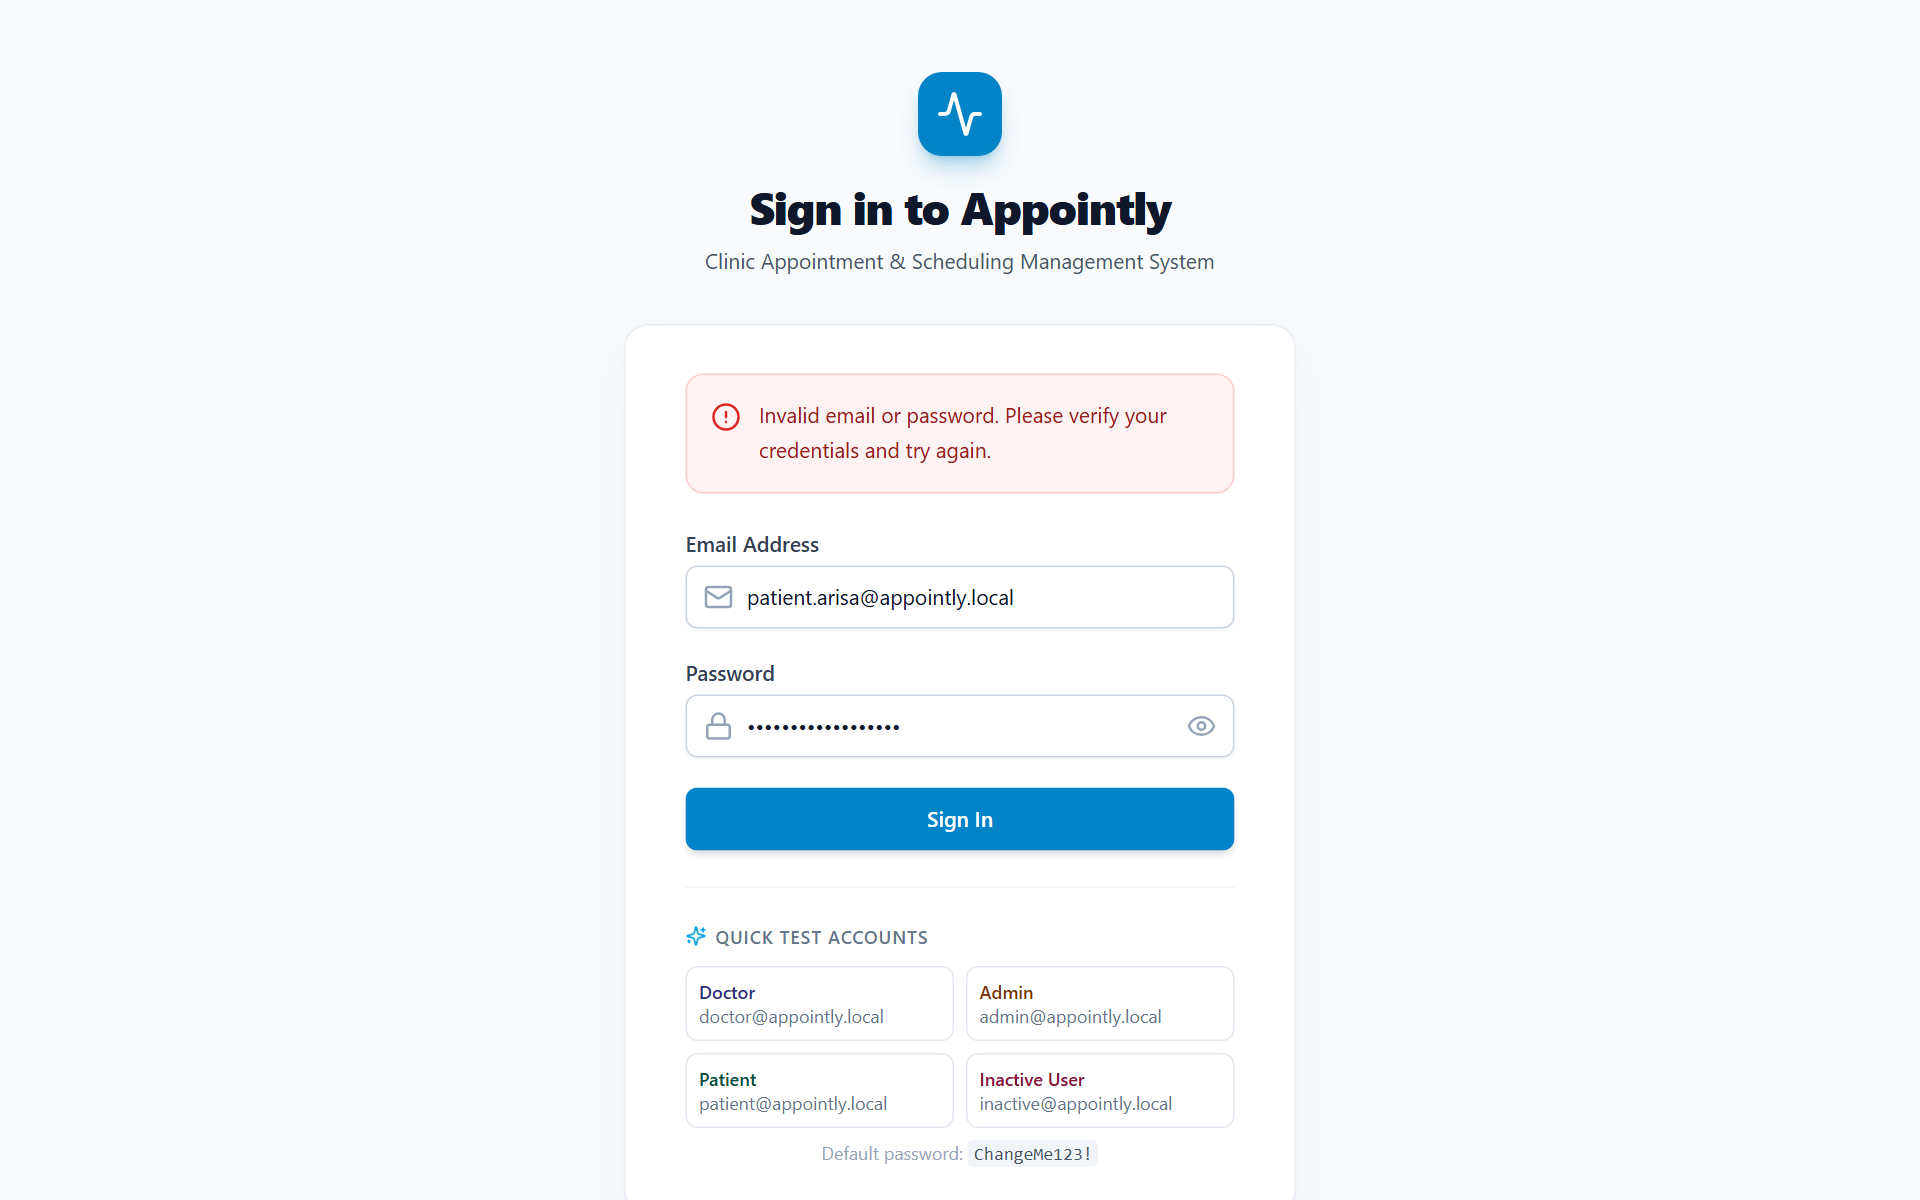 Sign in to Appointly
Clinic Appointment & Scheduling Management System
Invalid email or password. Please verify your
credentials and try again.
Email Address
patient.arisa@appointly.local
Password
••••••••••••••••••
Sign In
QUICK TEST ACCOUNTS
Doctor
doctor@appointly.local
Admin
admin@appointly.local
Patient
patient@appointly.local
Inactive User
inactive@appointly.local
Default password: ChangeMe123!